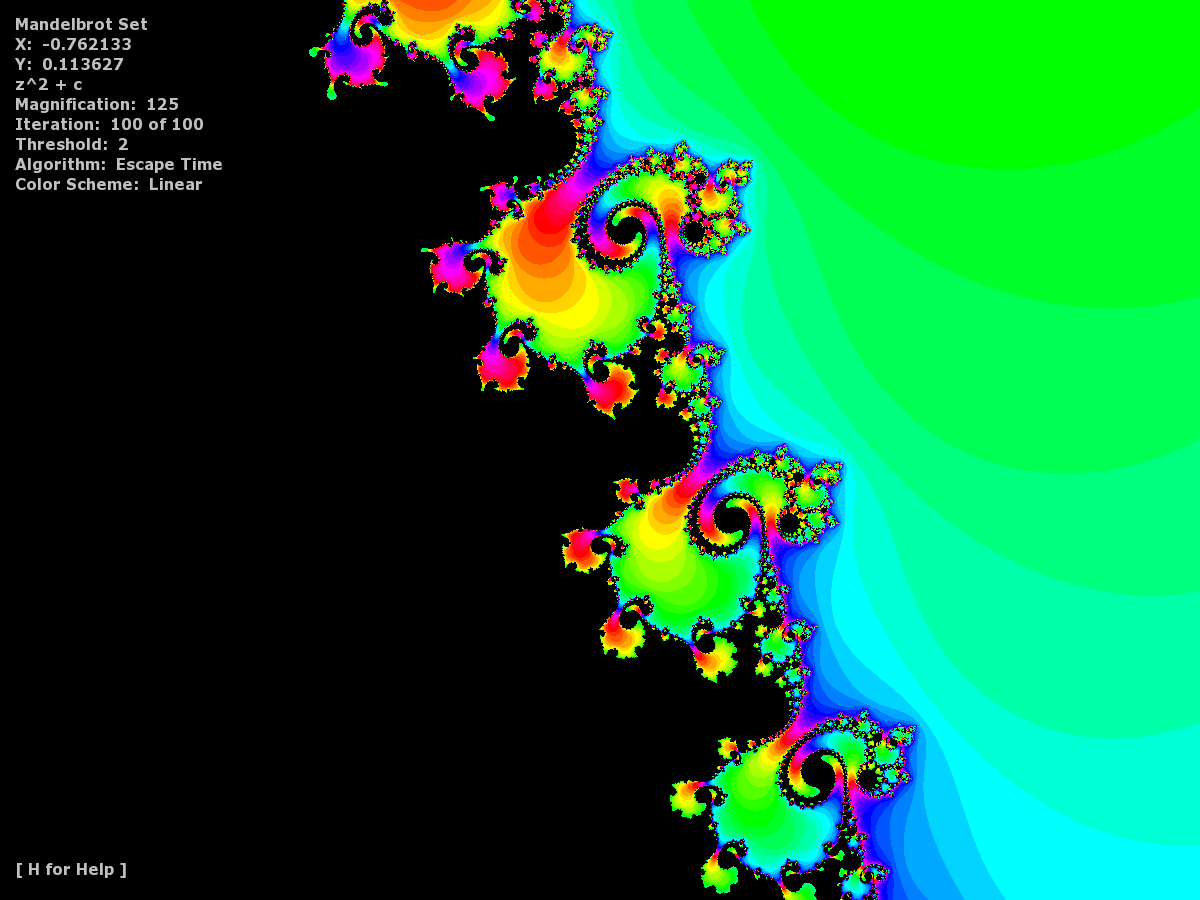 Mandelbrot Set
X: -0.762133
Y: 0.113627
z^2 + c
Magnification: 125
Iteration: 100 of 100
Threshold: 2
Algorithm: Escape Time
Color Scheme: Linear
[ H for Help ]